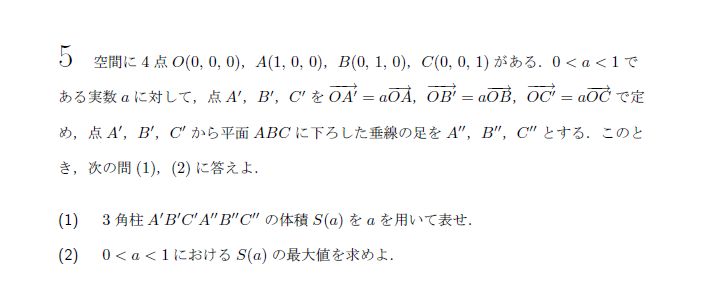 5 空間に 4 点 O(0, 0, 0), A(1, 0, 0), B(0, 1, 0), C(0, 0, 1) がある．0 < a < 1 で
ある実数 a に対して，点 A′, B′, C′ を $\overrightarrow{OA'} = a\overrightarrow{OA}$, $\overrightarrow{OB'} = a\overrightarrow{OB}$, $\overrightarrow{OC'} = a\overrightarrow{OC}$ で定
め，点 A′, B′, C′ から平面 ABC に下ろした垂線の足を A″, B″, C″ とする．このと
き，次の問 (1), (2) に答えよ．
(1) 3 角柱 A′B′C′A″B″C″ の体積 S(a) を a を用いて表せ．
(2) 0 < a < 1 における S(a) の最大値を求めよ．